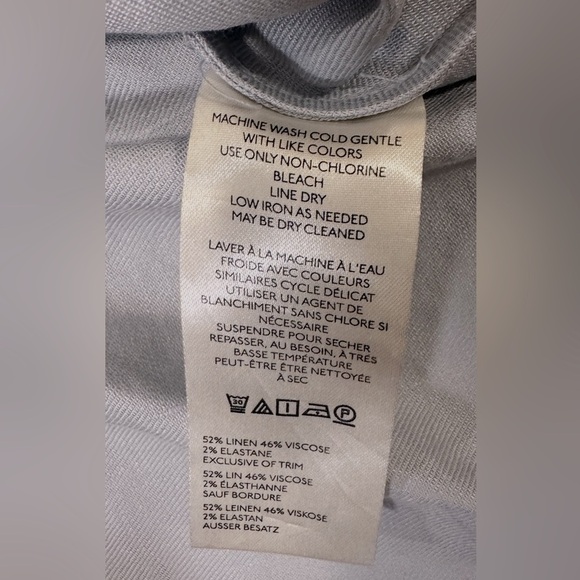 MACHINE WASH COLD GENTLE
WITH LIKE COLORS
USE ONLY NON-CHLORINE
BLEACH
LINE DRY
LOW IRON AS NEEDED
MAY BE DRY CLEANED
LAVER À LA MACHINE À L'EAU
FROIDE AVEC COULEURS
SIMILAIRES CYCLE DÉLICAT
UTILISER UN AGENT DE
BLANCHIMENT SANS CHLORE SI
NÉCESSAIRE
SUSPENDRE POUR SECHER
REPASSER, AU BESOIN, À TRÉS
BASSE TEMPÉRATURE
PEUT-ÊTRE ÊTRE NETTOYÉE
À SEC
30 P
52% LINEN 46% VISCOSE
2% ELASTANE
EXCLUSIVE OF TRIM
52% LIN 46% VISCOSE
2% ÉLASTHANNE
SAUF BORDURE
52% LEINEN 46% VISKOSE
2% ELASTAN
AUSSER BESATZ